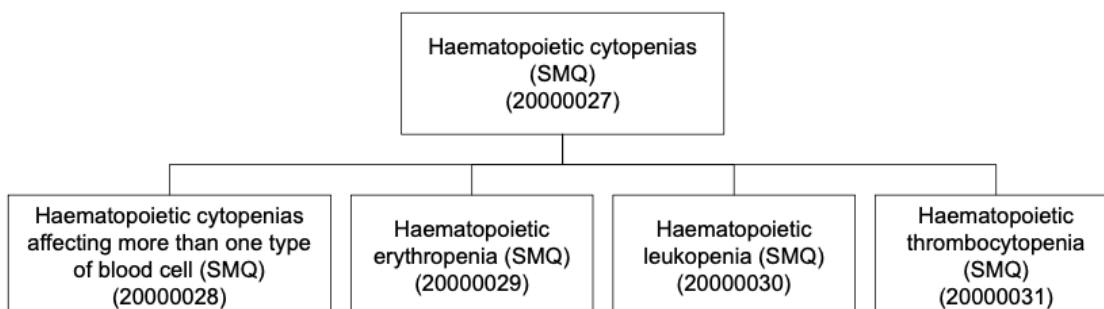 Haematopoietic cytopenias
(SMQ)
(20000027)
Haematopoietic cytopenias
affecting more than one type
of blood cell (SMQ)
(20000028)
Haematopoietic
erythropenia (SMQ)
(20000029)
Haematopoietic
leukopenia (SMQ)
(20000030)
Haematopoietic
thrombocytopenia
(SMQ)
(20000031)